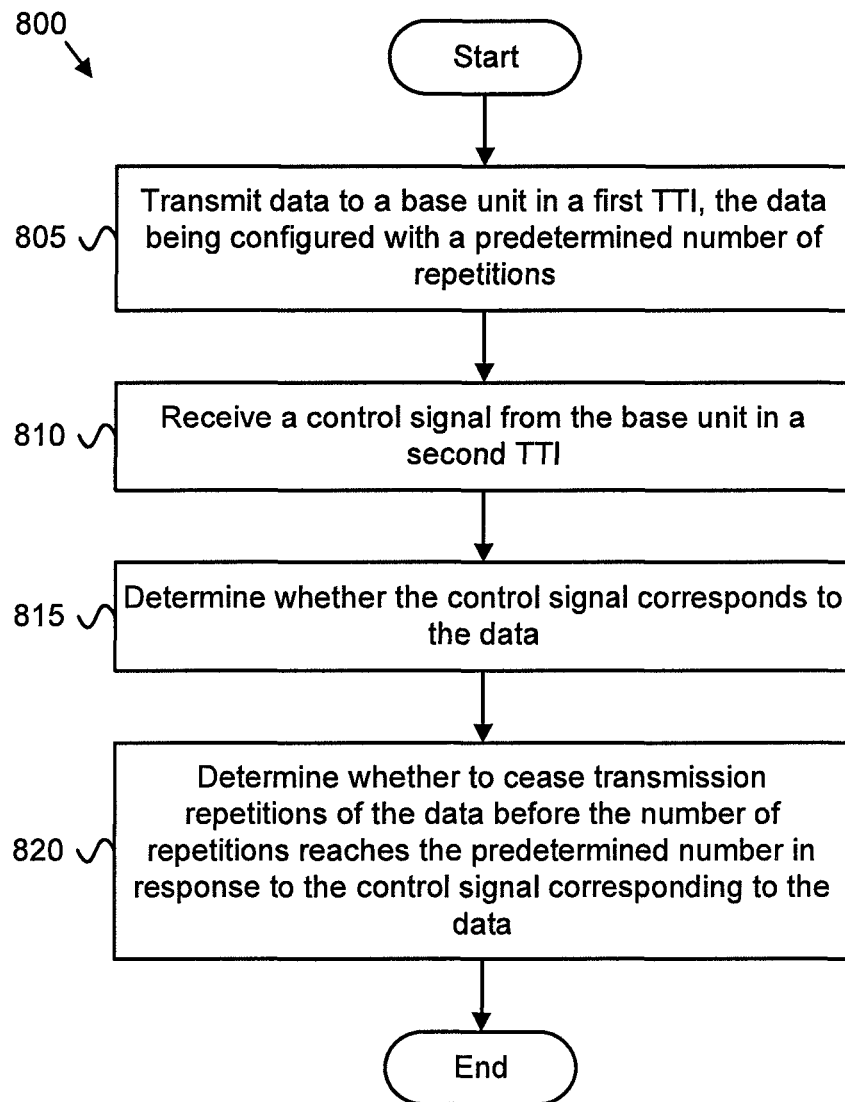 800
Start
805
Transmit data to a base unit in a first TTI, the data
being configured with a predetermined number of
repetitions
810
Receive a control signal from the base unit in a
second TTI
815
Determine whether the control signal corresponds to
the data
820
Determine whether to cease transmission
repetitions of the data before the number of
repetitions reaches the predetermined number in
response to the control signal corresponding to the
data
End